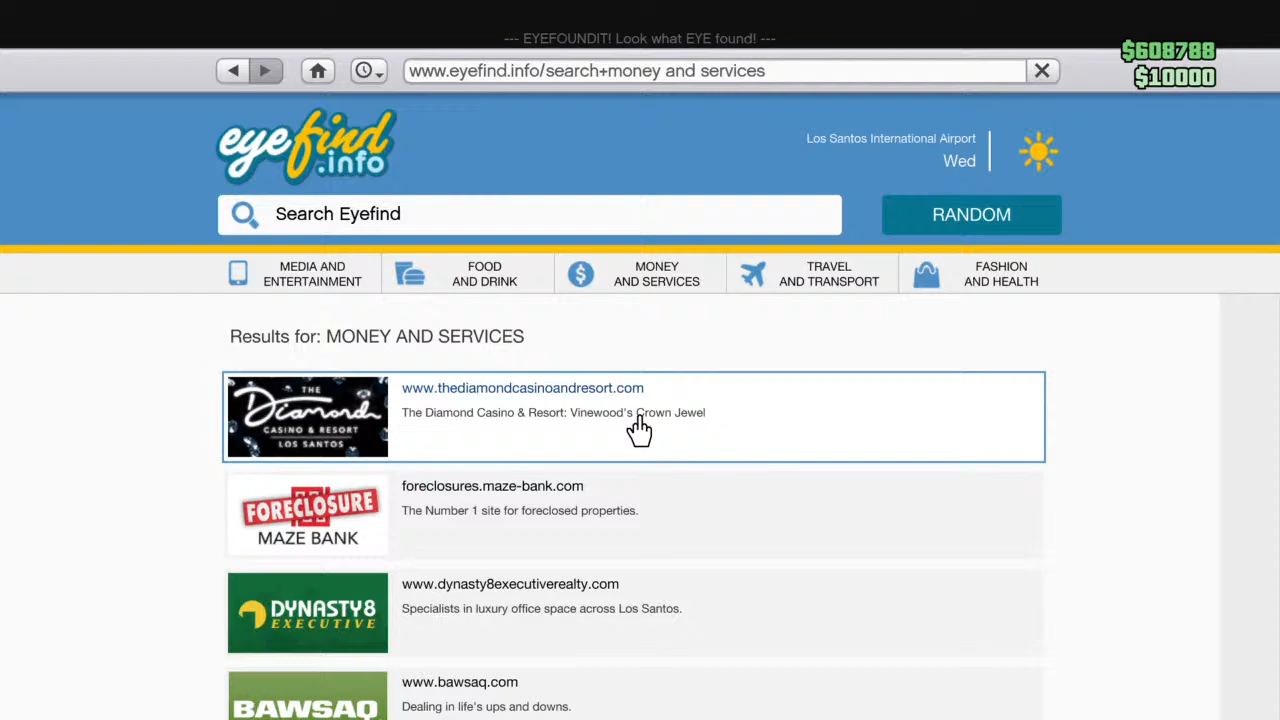 --- EYEFOUNDIT! Look what EYE found! ---
$608788
$10000
www.eyefind.info/search+money and services
eyefind
.info
Los Santos International Airport
Wed
Search Eyefind
RANDOM
MEDIA AND
ENTERTAINMENT
FOOD
AND DRINK
MONEY
AND SERVICES
TRAVEL
AND TRANSPORT
FASHION
AND HEALTH
Results for: MONEY AND SERVICES
THE
Diamond
CASINO & RESORT
LOS SANTOS
www.thediamondcasinoandresort.com
The Diamond Casino & Resort: Vinewood's Crown Jewel
FORECLOSURE
MAZE BANK
foreclosures.maze-bank.com
The Number 1 site for foreclosed properties.
DYNASTY8
EXECUTIVE
www.dynasty8executiverealty.com
Specialists in luxury office space across Los Santos.
BAWSAQ
www.bawsaq.com
Dealing in life's ups and downs.